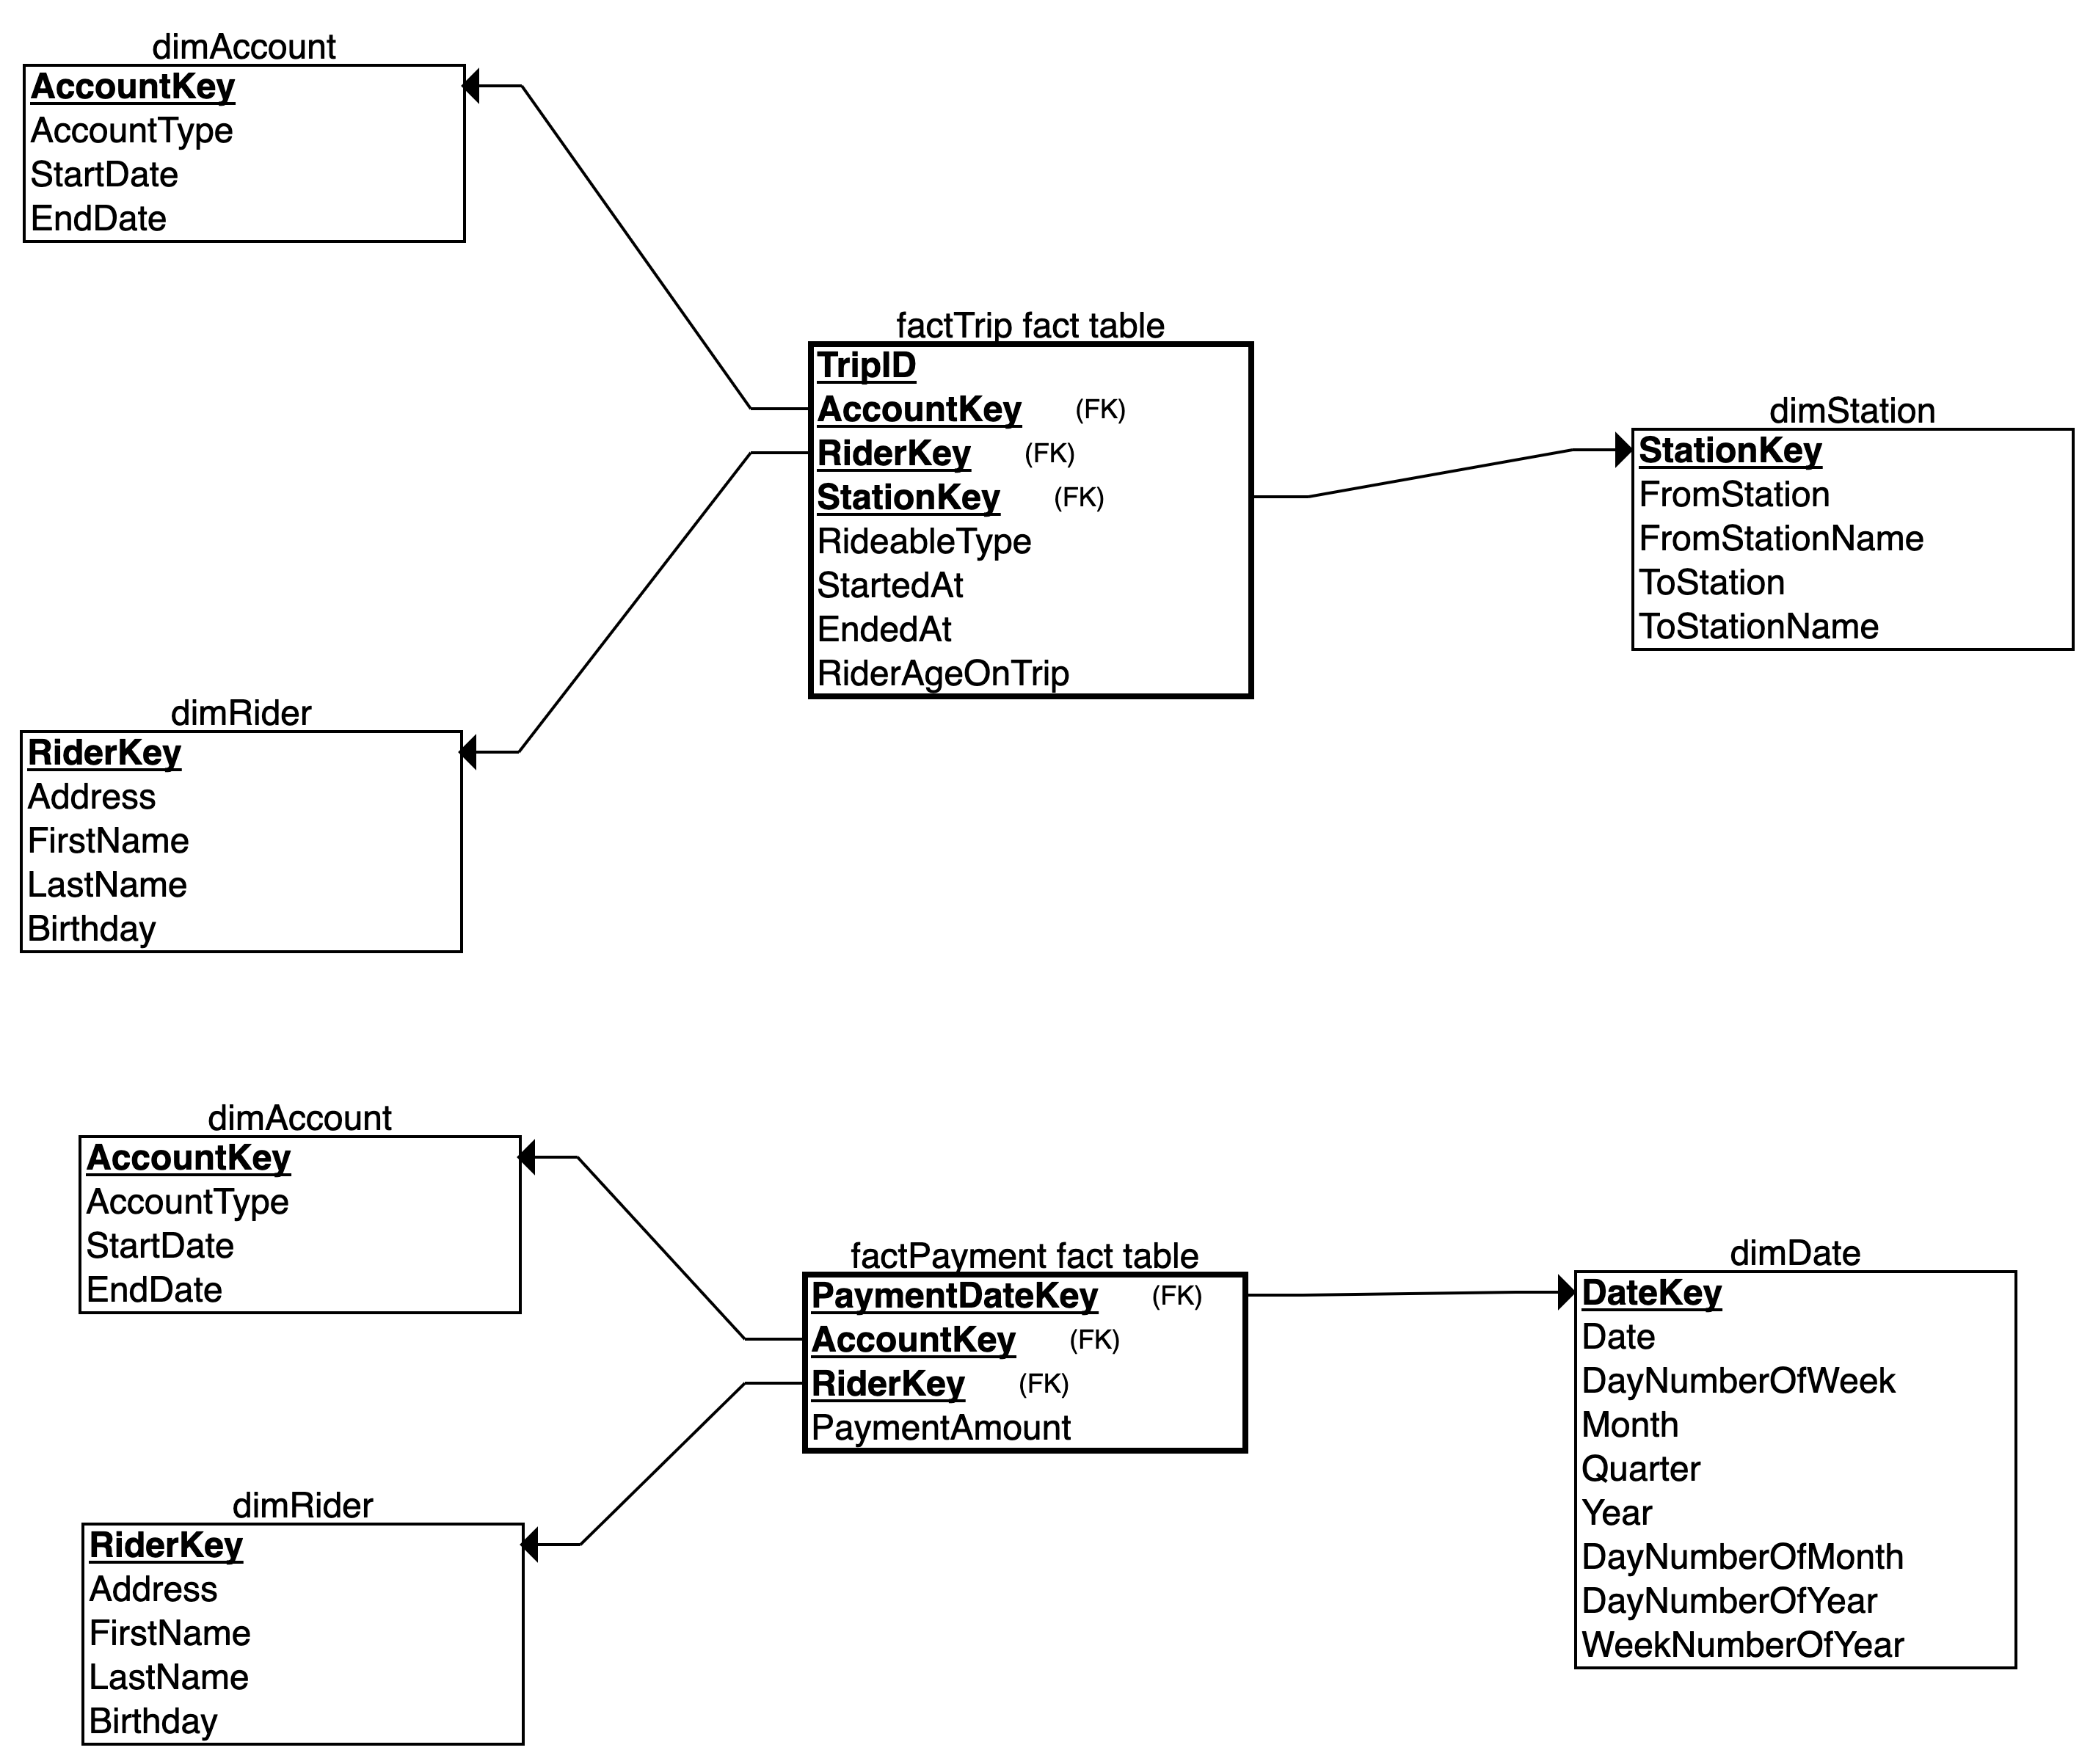 dimAccount
AccountKey
AccountType
StartDate
EndDate
factTrip fact table
TripID
AccountKey (FK)
RiderKey (FK)
StationKey (FK)
RideableType
StartedAt
EndedAt
RiderAgeOnTrip
dimStation
StationKey
FromStation
FromStationName
ToStation
ToStationName
dimRider
RiderKey
Address
FirstName
LastName
Birthday
dimAccount
AccountKey
AccountType
StartDate
EndDate
factPayment fact table
PaymentDateKey (FK)
AccountKey (FK)
RiderKey (FK)
PaymentAmount
dimDate
DateKey
Date
DayNumberOfWeek
Month
Quarter
Year
DayNumberOfMonth
DayNumberOfYear
WeekNumberOfYear
dimRider
RiderKey
Address
FirstName
LastName
Birthday